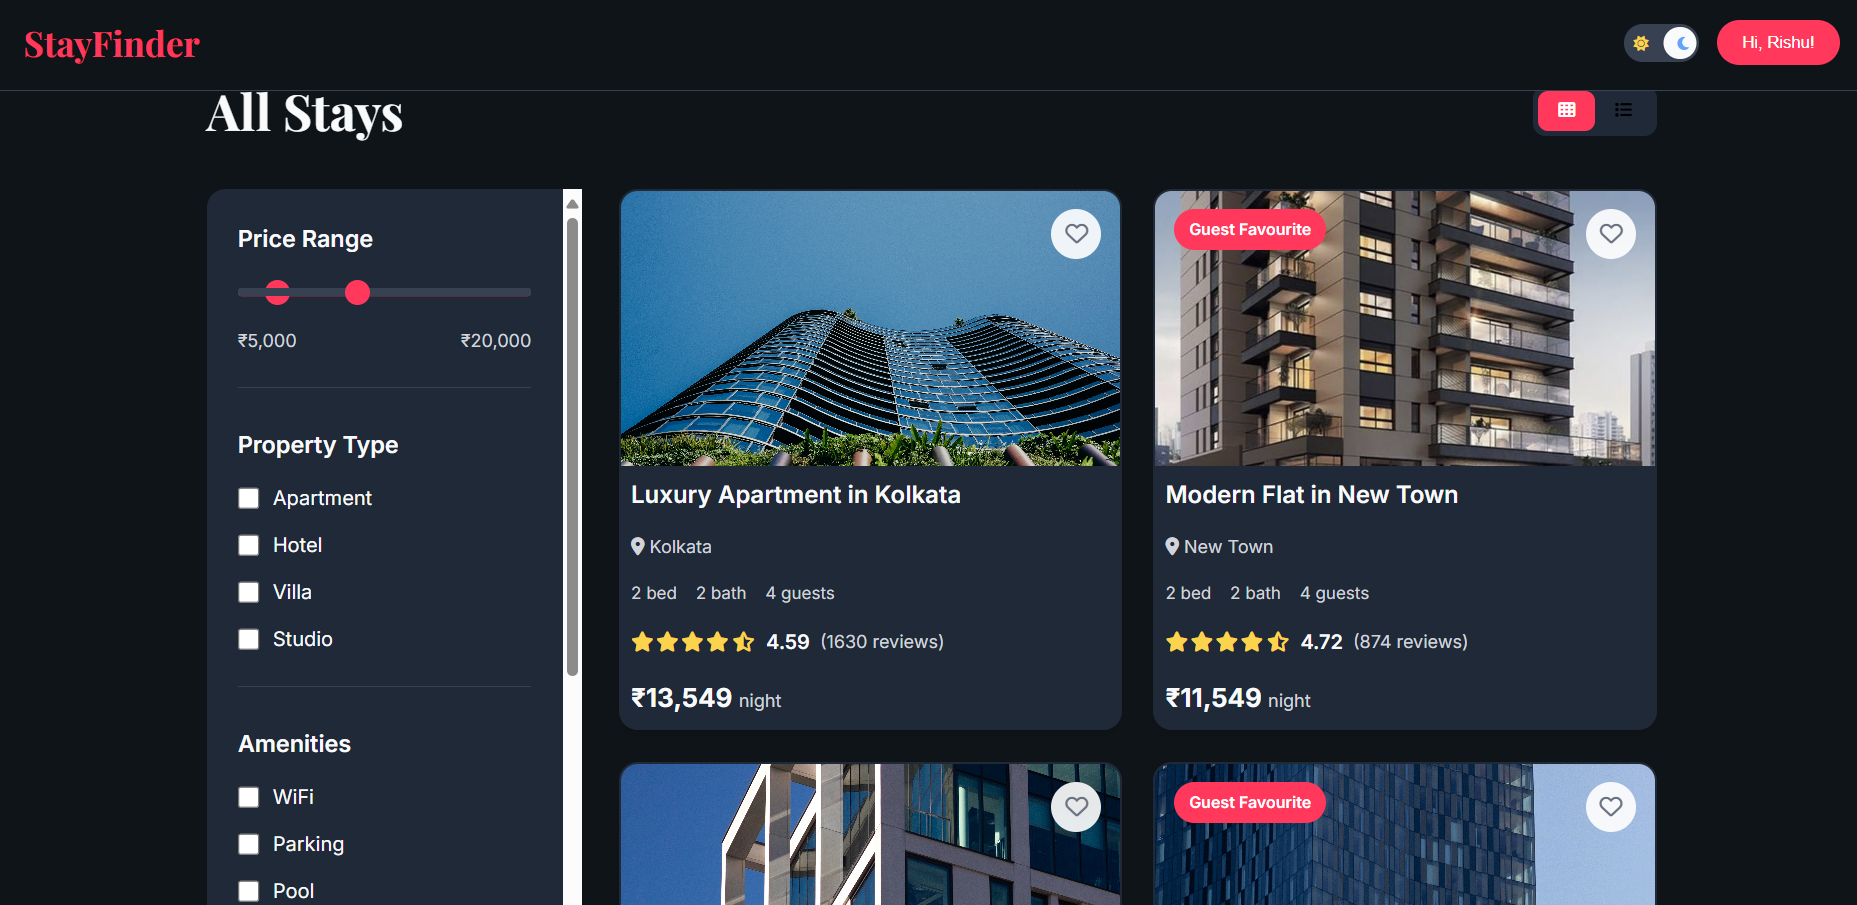 StayFinder
Hi, Rishu!
All Stays
Price Range
₹5,000
₹20,000
Property Type
Apartment
Hotel
Villa
Studio
Amenities
WiFi
Parking
Pool
Luxury Apartment in Kolkata
Kolkata
2 bed 2 bath 4 guests
4.59 (1630 reviews)
₹13,549 night
Guest Favourite
Modern Flat in New Town
New Town
2 bed 2 bath 4 guests
4.72 (874 reviews)
₹11,549 night
Guest Favourite